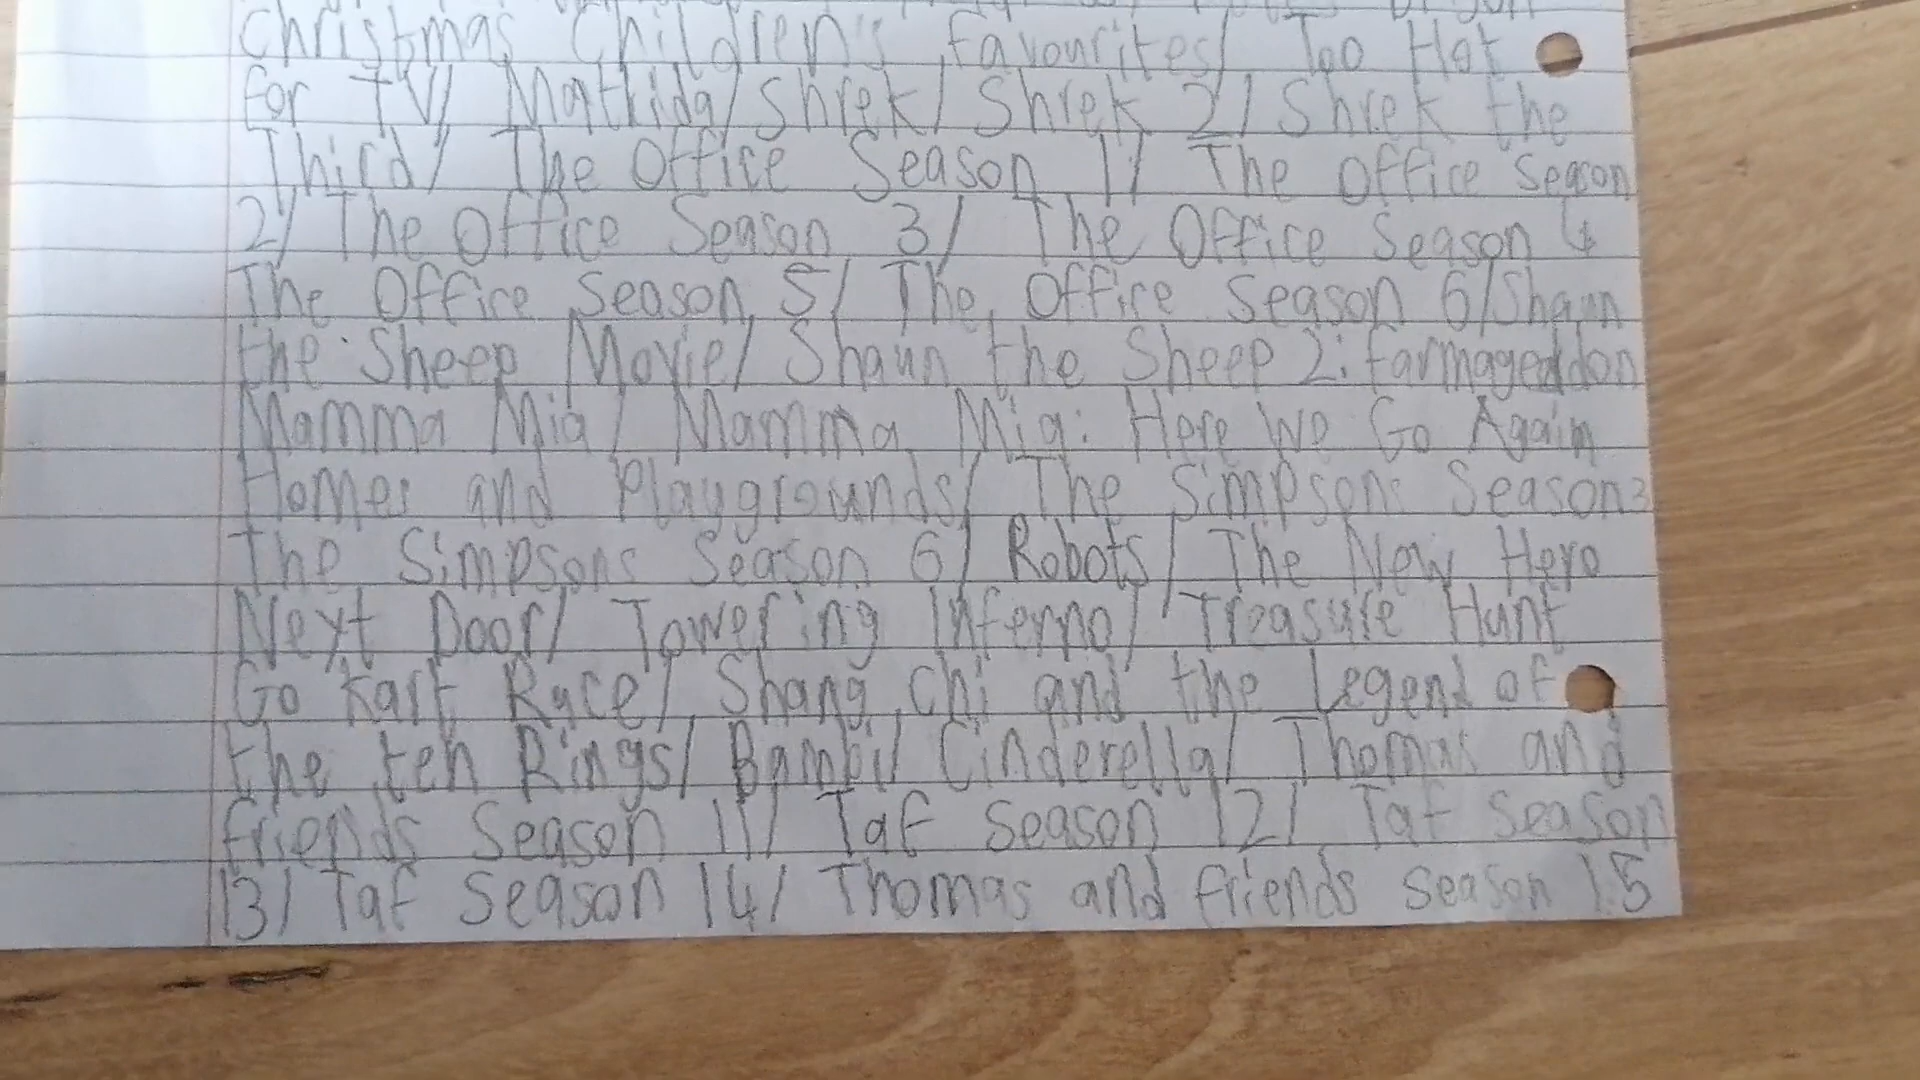 Christmas Children's favourites/ Too Hot
for TV/ Mathida/ Shrek/ Shrek 2/ Shrek the
Third/ The Office Season 1/ The Office Season
2/ The Office Season 3/ The Office Season 4
The Office Season 5/ The Office Season 6/ Shaun
the Sheep Movie/ Shaun the Sheep 2: farmageddon
Mamma Mia/ Mamma Mia: Here We Go Again
Homes and Playgrounds/ The Simpsons Season 3
The Simpsons Season 6/ Robots/ The New Hero
Next Door/ Towering Inferno/ Treasure Hunt
Go Kart Race/ Shang chi and the Legend of
the ten Rings/ Bambi/ Cinderella/ Thomas and
friends Season 11/ Taf Season 12/ Taf Season
13/ Taf Season 14/ Thomas and friends Season 15